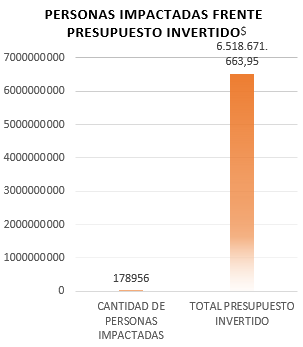 PERSONAS IMPACTADAS FRENTE
PRESUPUESTO INVERTIDO$
6.518.671.
663,95
7000000000
6000000000
5000000000
4000000000
3000000000
2000000000
1000000000
0
178956
CANTIDAD DE
PERSONAS
IMPACTADAS
TOTAL PRESUPUESTO
INVERTIDO